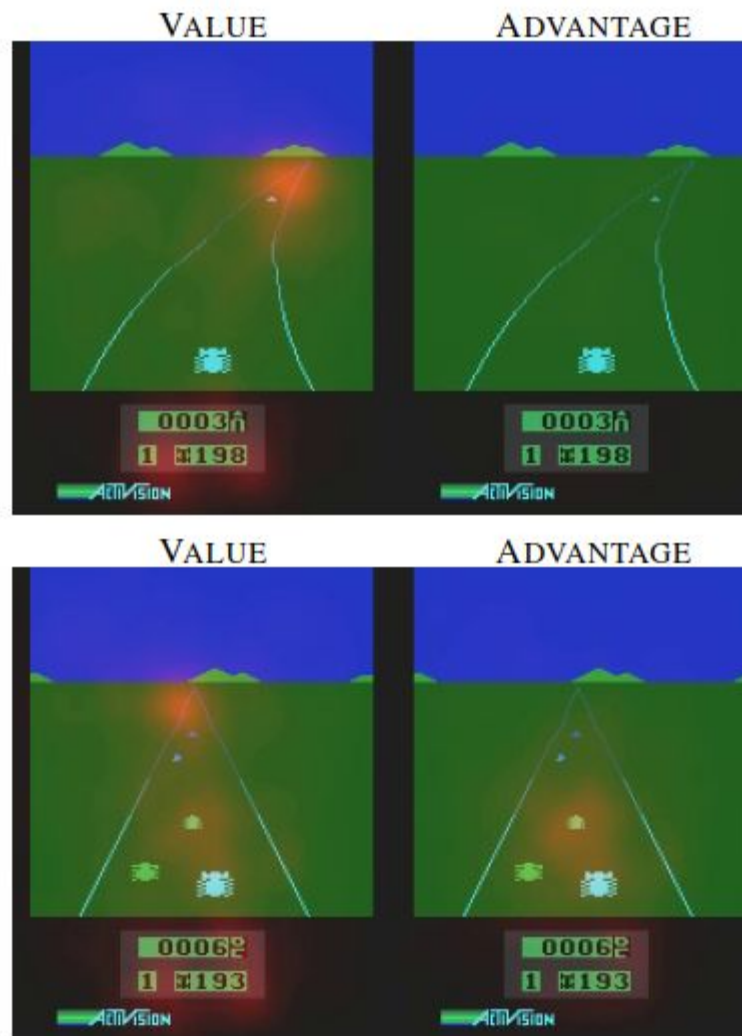 VALUE ADVANTAGE
0003 0003
1 198 1 198
ACTIVISION ACTIVISION
VALUE ADVANTAGE
0006 0006
1 193 1 193
ACTIVISION ACTIVISION